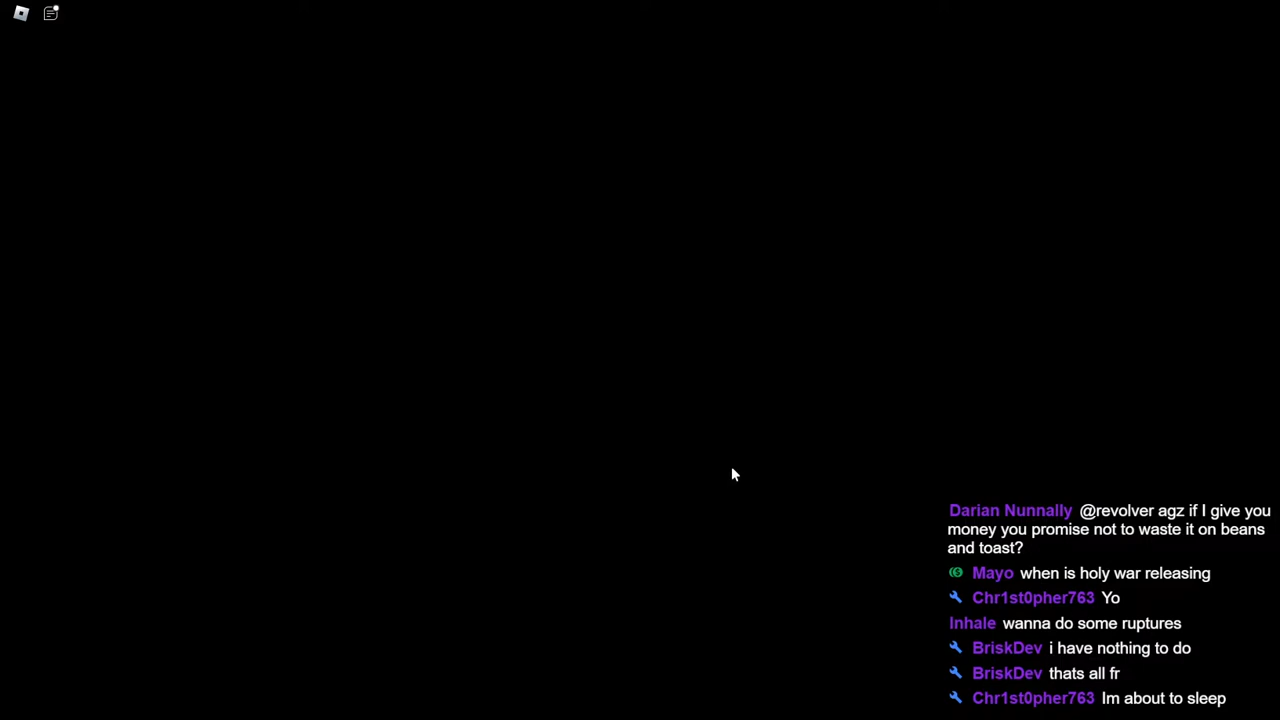 Darian Nunnally @revolver agz if I give you
money you promise not to waste it on beans
and toast?
Mayo when is holy war releasing
Chr1st0pher763 Yo
Inhale wanna do some ruptures
BriskDev i have nothing to do
BriskDev thats all fr
Chr1st0pher763 Im about to sleep